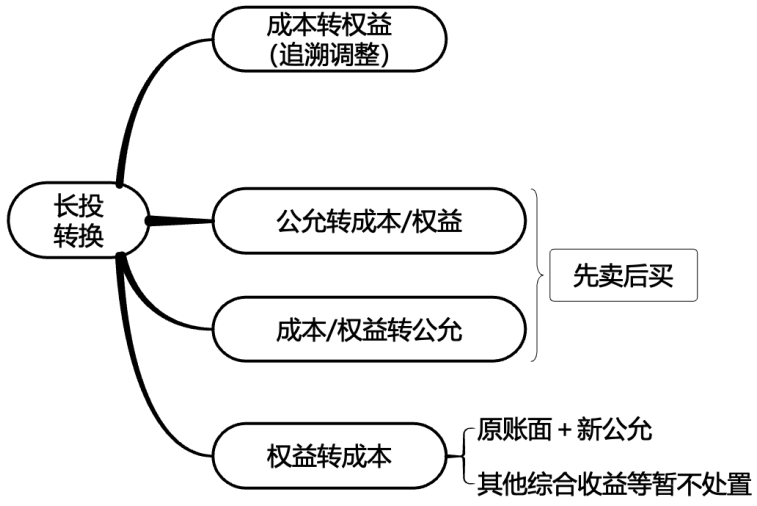 成本转权益
（追溯调整）
长投
转换
公允转成本/权益
先卖后买
成本/权益转公允
权益转成本
原账面＋新公允
其他综合收益等暂不处置